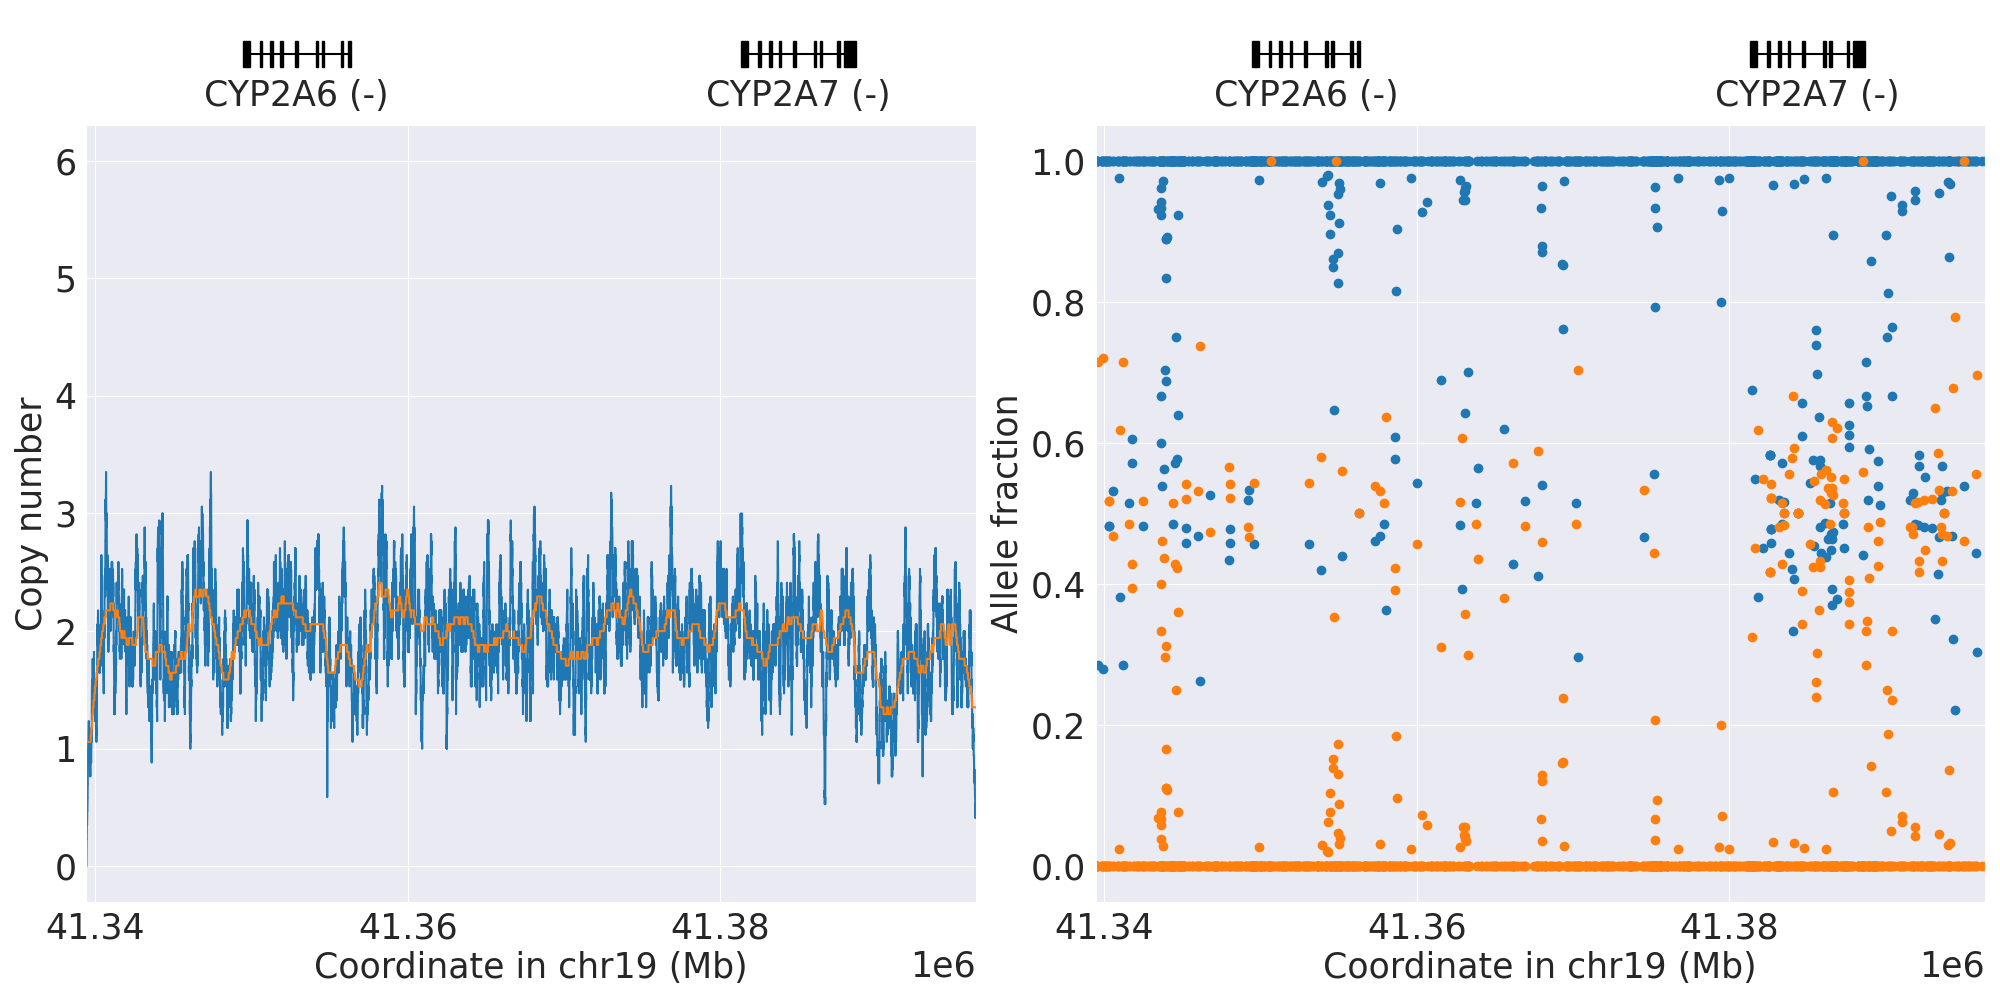 CYP2A6 (-)
CYP2A7 (-)
Copy number
6
5
4
3
2
1
0
41.34
41.36
41.38
Coordinate in chr19 (Mb)
1e6
CYP2A6 (-)
CYP2A7 (-)
Allele fraction
1.0
0.8
0.6
0.4
0.2
0.0
41.34
41.36
41.38
Coordinate in chr19 (Mb)
1e6